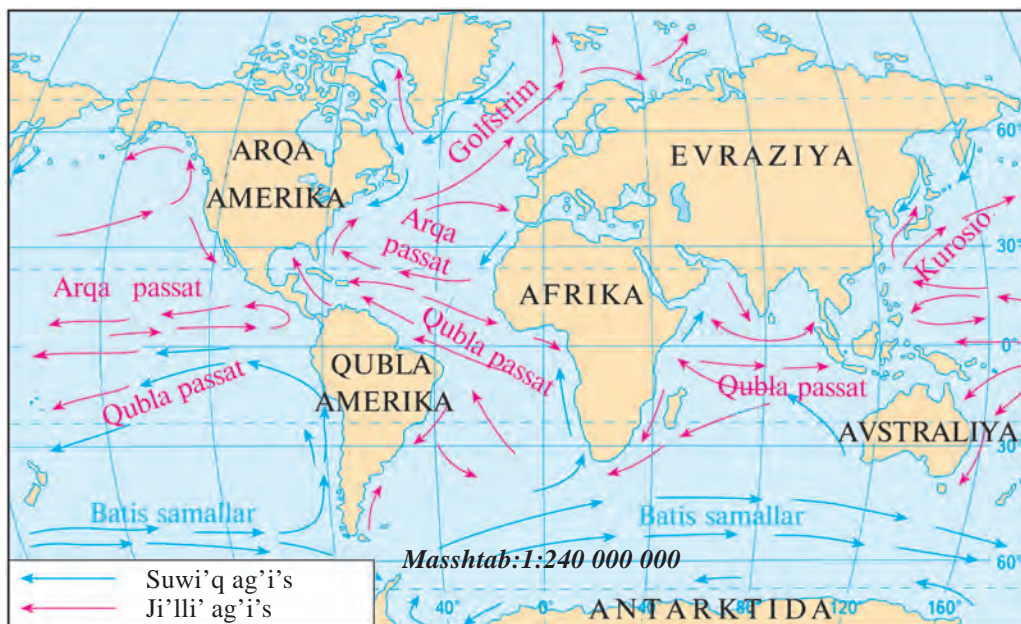 ARQA
AMERIKA
EVRAZIYA
Golfstrim
60°
Arqa
passat
30°
Kurosio
Arqa passat
AFRIKA
Qubla passat
0°
QUBLA
AMERIKA
Qubla passat
Qubla passat
AVSTRALIYA
30
Batis samallar
Batis samallar
Masshtab:1:240 000 000
60°
Suwi'q ag'i's
Ji'lli' ag'i's
40° 0° 40 80 120 160°
ANTARKTIDA